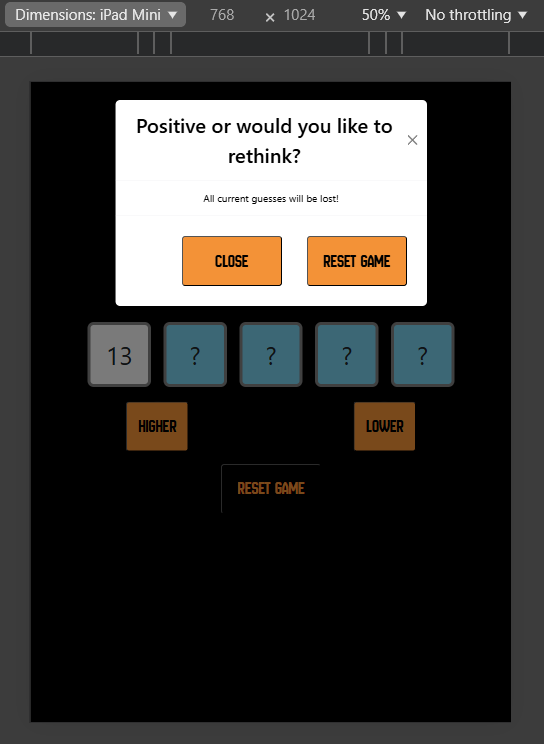 Dimensions: iPad Mini ▼ 768 × 1024 50% ▼ No throttling ▼
Positive or would you like to
rethink?
×
All current guesses will be lost!
CLOSE RESET GAME
13 ? ? ? ?
HIGHER LOWER
RESET GAME